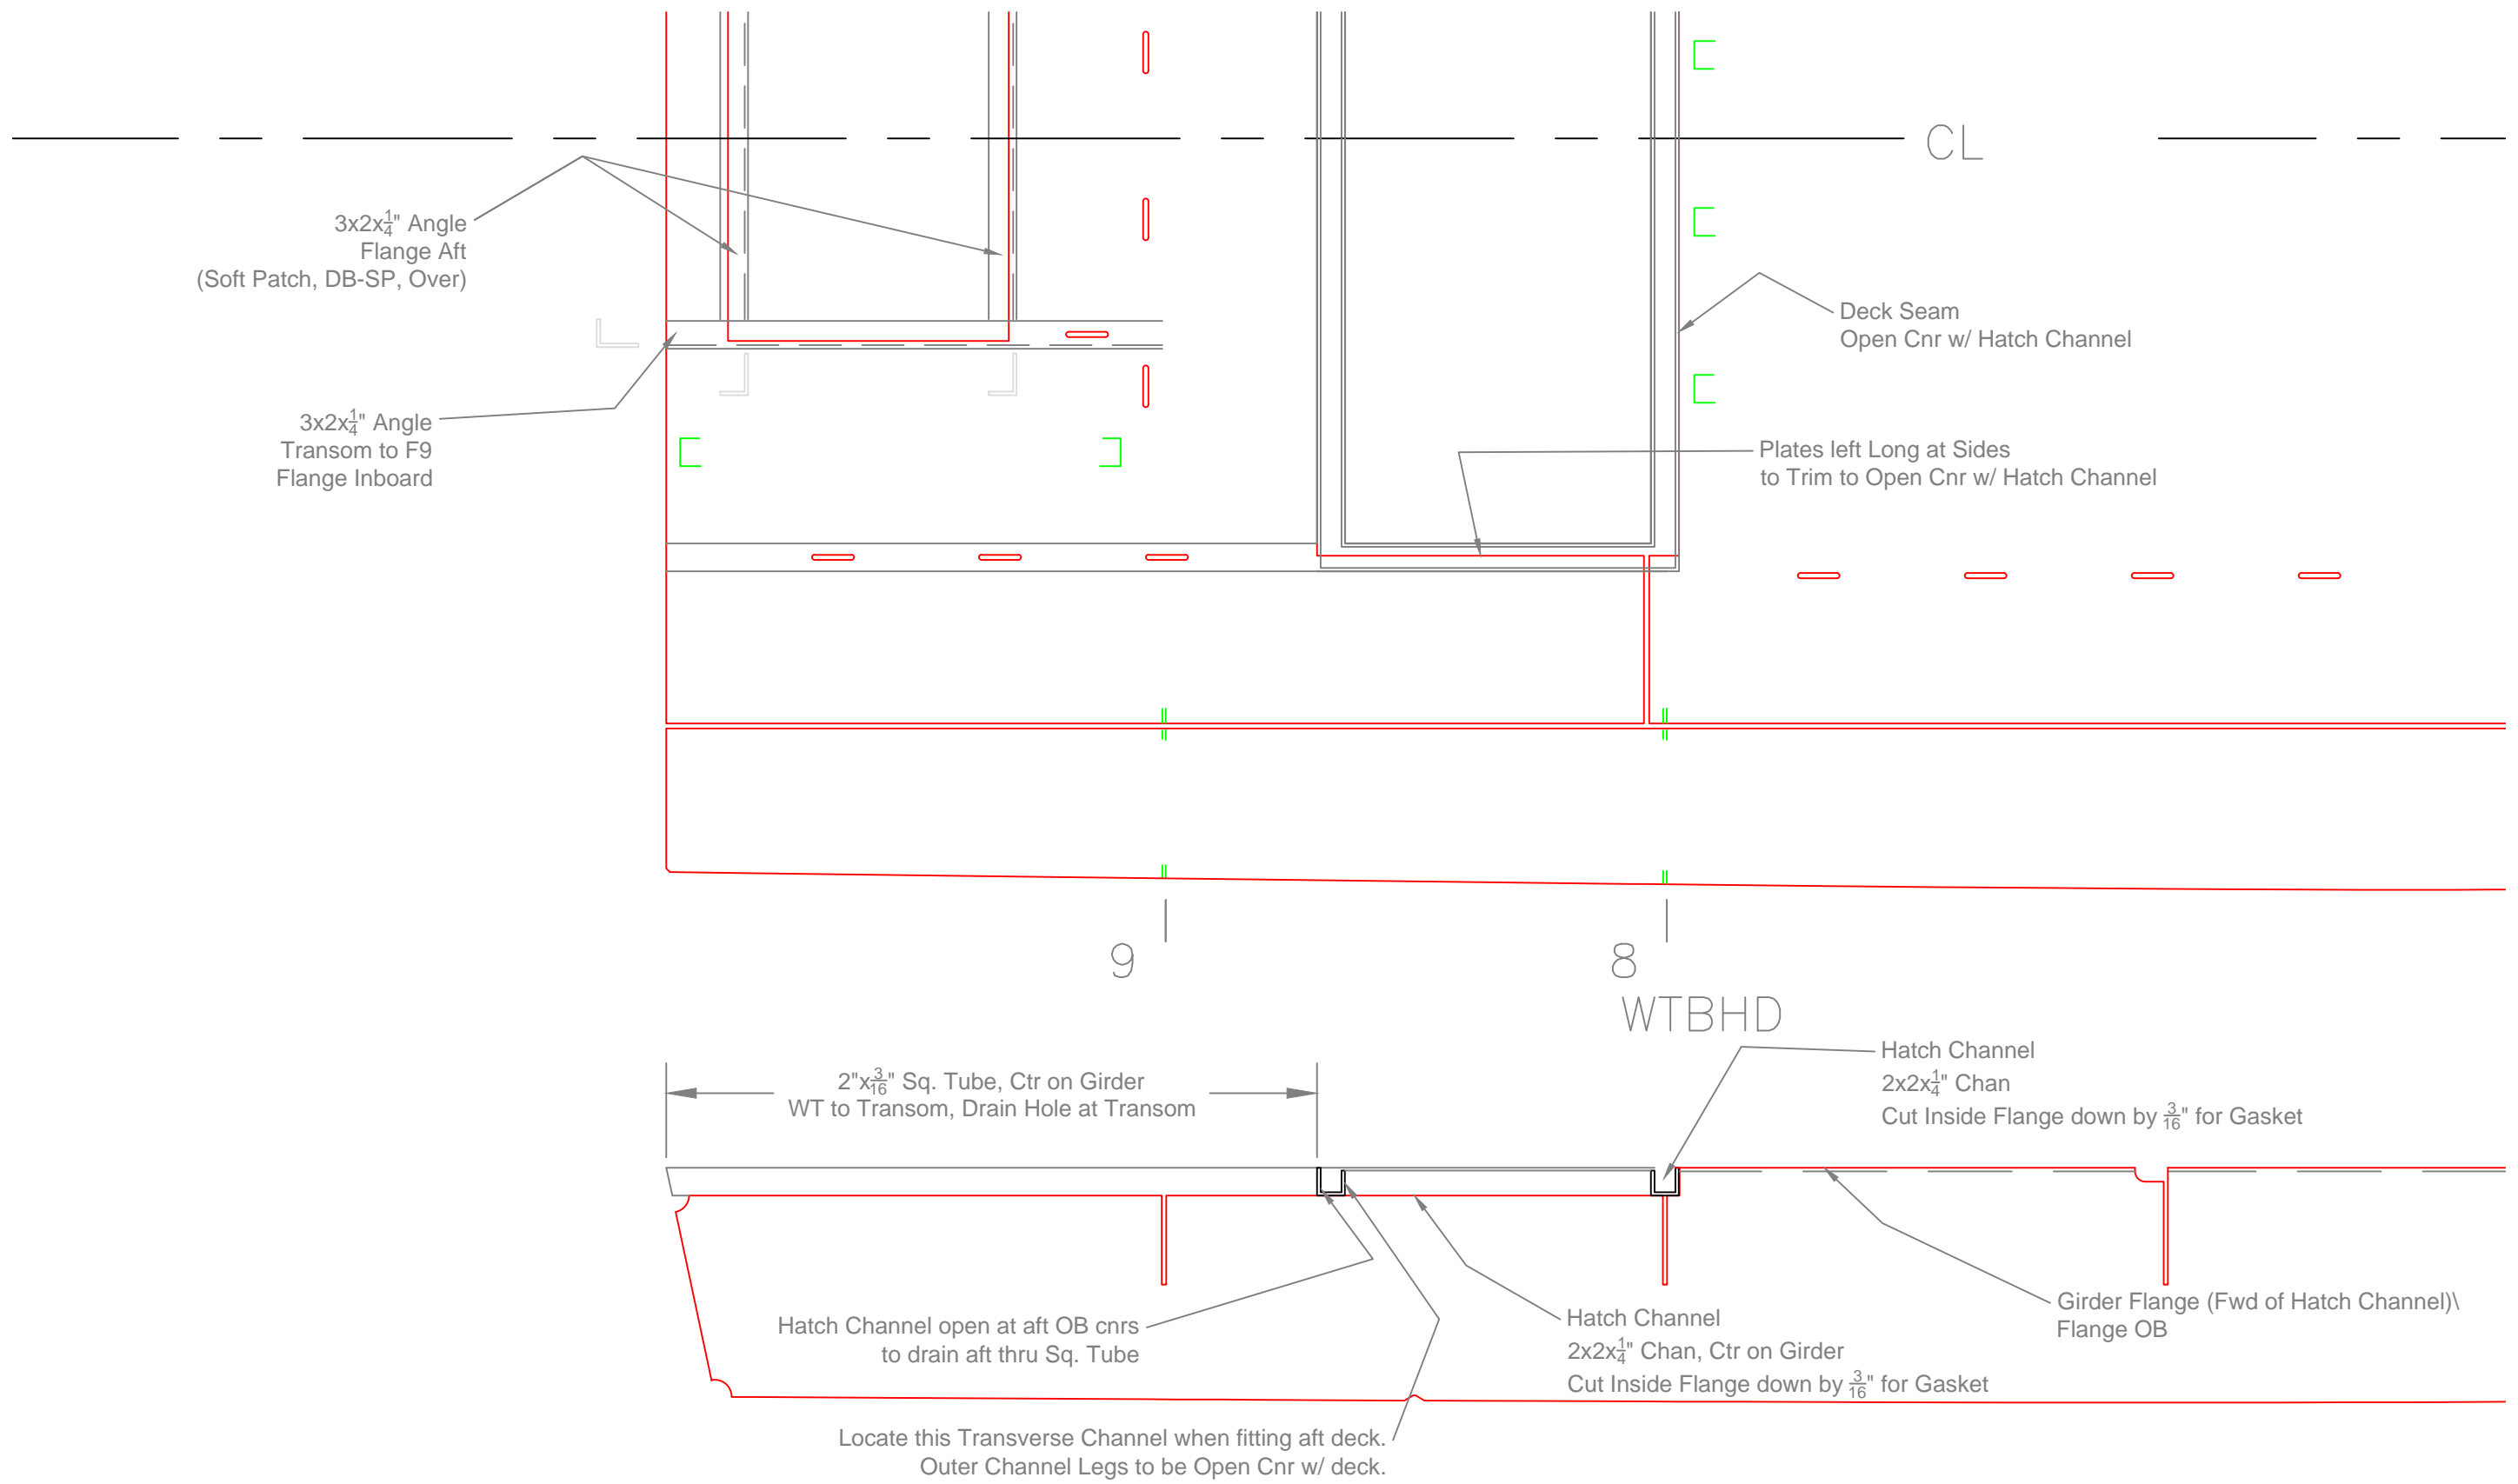 CL
3x2x1/4" Angle
Flange Aft
(Soft Patch, DB-SP, Over)
Deck Seam
Open Cnr w/ Hatch Channel
3x2x1/4" Angle
Transom to F9
Flange Inboard
Plates left Long at Sides
to Trim to Open Cnr w/ Hatch Channel
9
8
WTBHD
2"x3/16" Sq. Tube, Ctr on Girder
WT to Transom, Drain Hole at Transom
Hatch Channel
2x2x1/4" Chan
Cut Inside Flange down by 3/16" for Gasket
Hatch Channel open at aft OB cnrs
to drain aft thru Sq. Tube
Hatch Channel
2x2x1/4" Chan, Ctr on Girder
Cut Inside Flange down by 3/16" for Gasket
Girder Flange (Fwd of Hatch Channel)\
Flange OB
Locate this Transverse Channel when fitting aft deck.
Outer Channel Legs to be Open Cnr w/ deck.